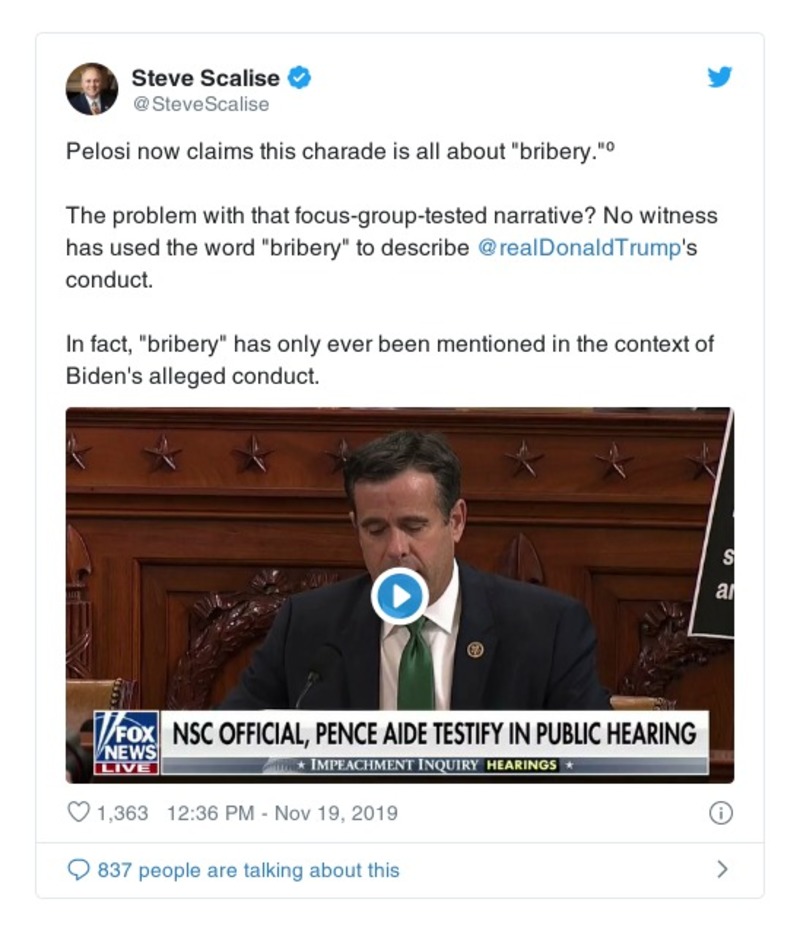 Steve Scalise
@SteveScalise
Pelosi now claims this charade is all about "bribery."⁰
The problem with that focus-group-tested narrative? No witness
has used the word "bribery" to describe @realDonaldTrump's
conduct.
In fact, "bribery" has only ever been mentioned in the context of
Biden's alleged conduct.
FOX
NEWS
LIVE
NSC OFFICIAL, PENCE AIDE TESTIFY IN PUBLIC HEARING
★ IMPEACHMENT INQUIRY HEARINGS ★
1,363 12:36 PM - Nov 19, 2019
837 people are talking about this